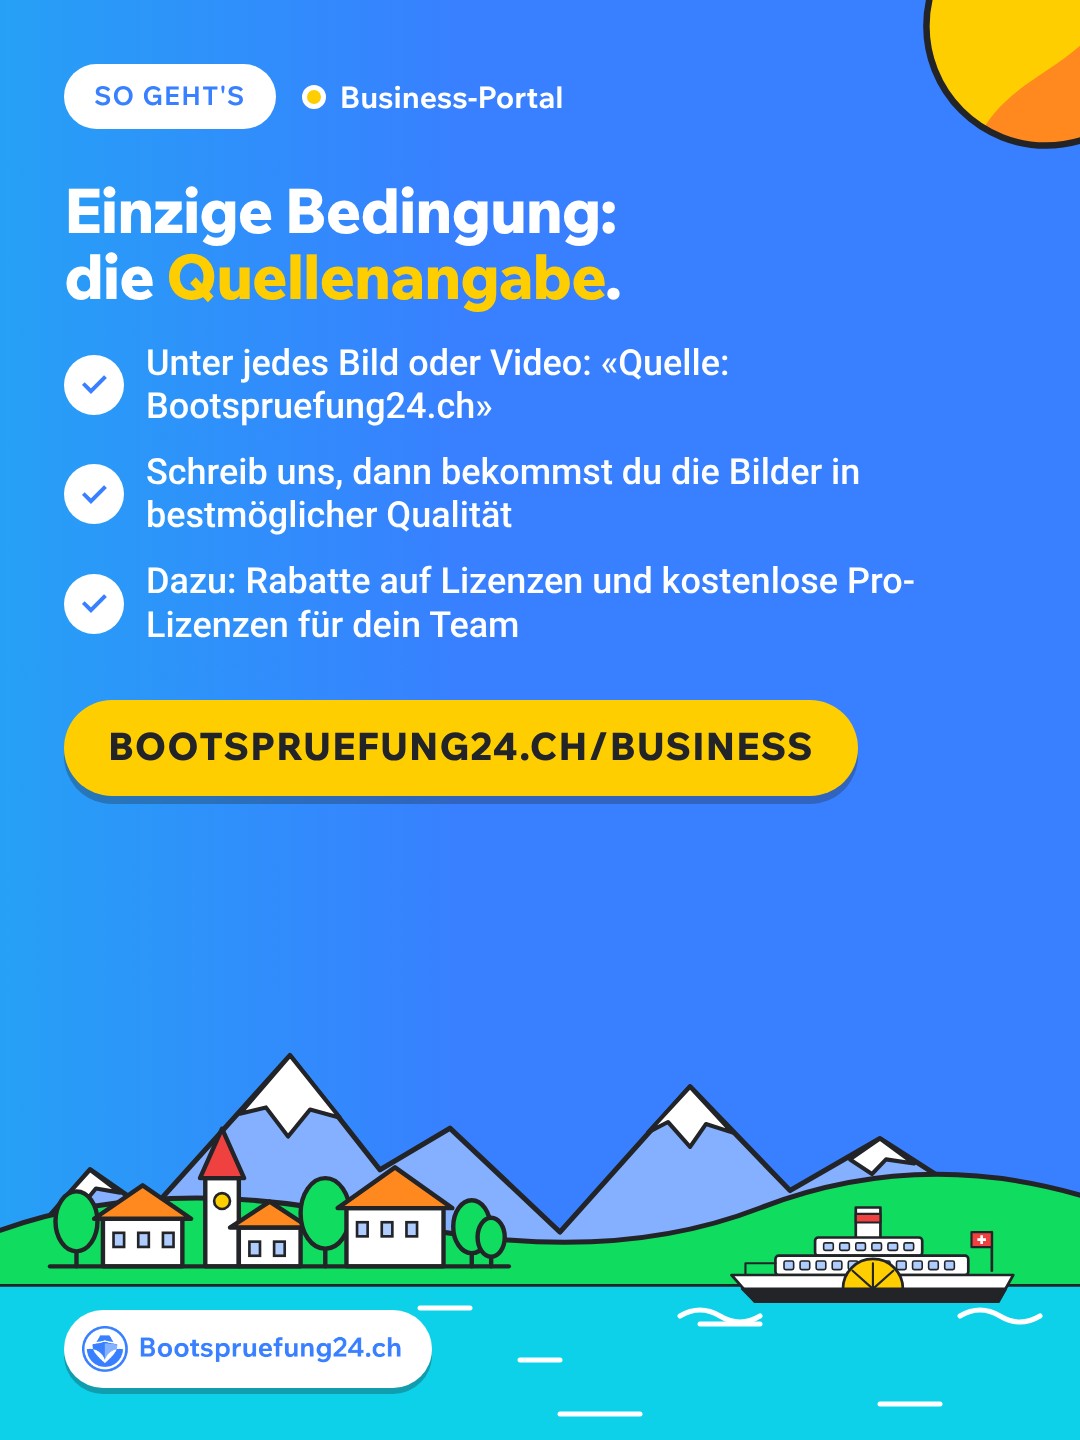 SO GEHT'S
Business-Portal
Einzige Bedingung:
die Quellenangabe.
Unter jedes Bild oder Video: «Quelle:
Bootspruefung24.ch»
Schreib uns, dann bekommst du die Bilder in
bestmöglicher Qualität
Dazu: Rabatte auf Lizenzen und kostenlose Pro-
Lizenzen für dein Team
BOOTSPRUEFUNG24.CH/BUSINESS
Bootspruefung24.ch